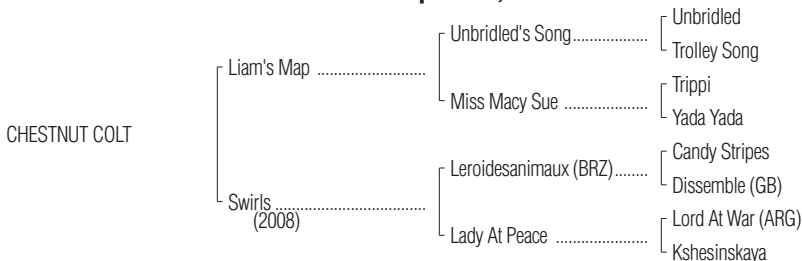 Unbridled
Unbridled's Song..................
Trolley Song
Liam's Map ..........................
Trippi
Miss Macy Sue ....................
Yada Yada
CHESTNUT COLT
Candy Stripes
Leroidesanimaux (BRZ)........
Dissemble (GB)
Swirls ....................................
(2008)
Lord At War (ARG)
Lady At Peace ......................
Kshesinskaya